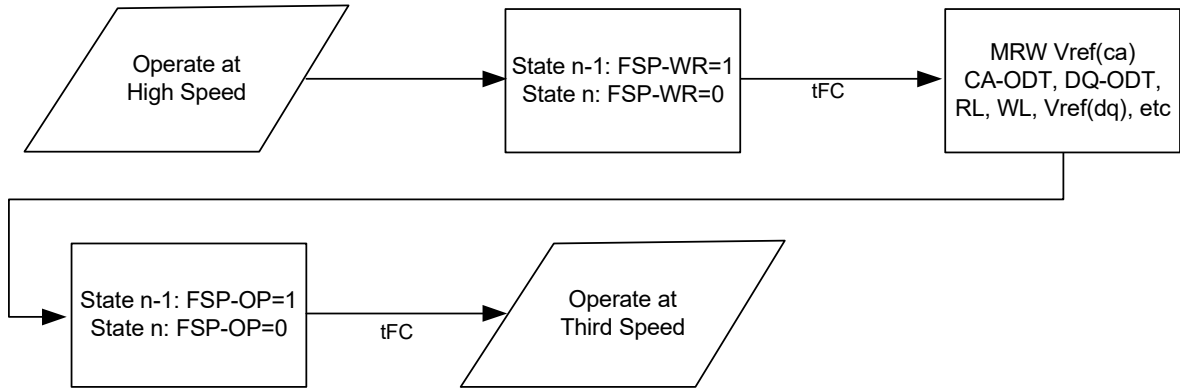 Operate at
High Speed
State n-1: FSP-WR=1
State n: FSP-WR=0
tFC
MRW Vref(ca)
CA-ODT, DQ-ODT,
RL, WL, Vref(dq), etc
State n-1: FSP-OP=1
State n: FSP-OP=0
tFC
Operate at
Third Speed